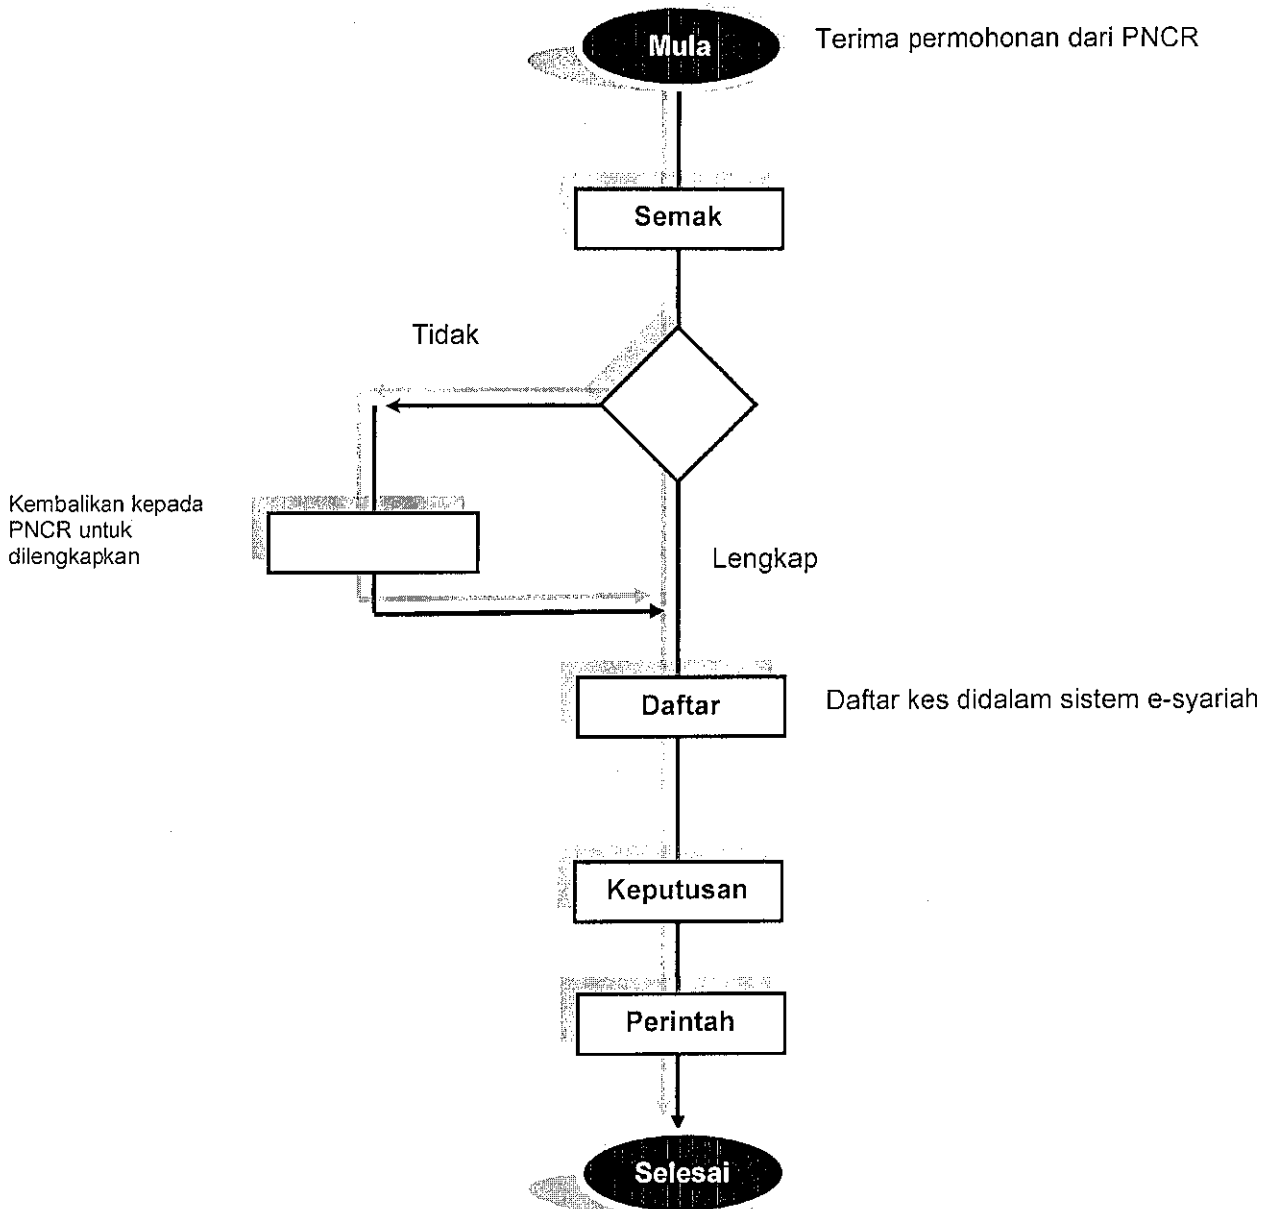 Mula
Terima permohonan dari PNCR
Semak
Tidak
Kembalikan kepada
PNCR untuk
dilengkapkan
Lengkap
Daftar
Daftar kes didalam sistem e-syariah
Keputusan
Perintah
Selesai